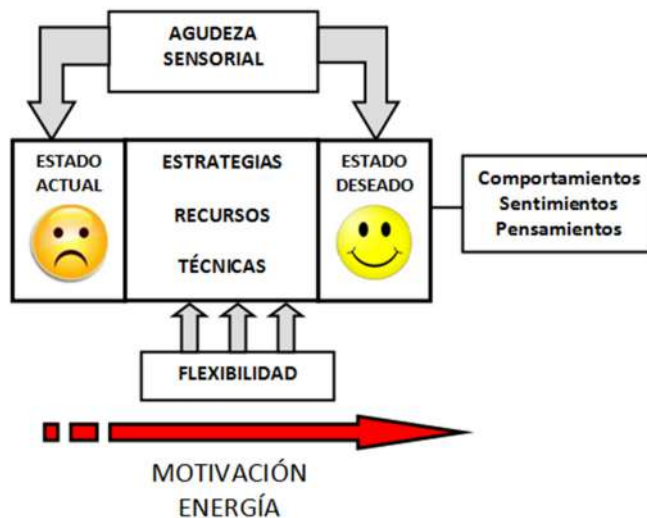 AGUDEZA
SENSORIAL
ESTADO
ACTUAL
ESTRATEGIAS
RECURSOS
TÉCNICAS
ESTADO
DESEADO
Comportamientos
Sentimientos
Pensamientos
FLEXIBILIDAD
MOTIVACIÓN
ENERGÍA